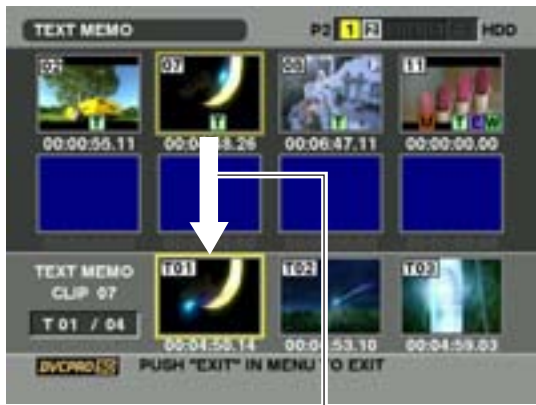 TEXT MEMO
P2 1 2 HDD
02 07 08 11
T T T M T E W
00:00:55.11 00:06:47.11 00:00:00.00
TEXT MEMO
CLIP 07
T 01 / 04
T01 T02 T03
00:04:50.14 00:04:59.03
DVCPRO
PUSH "EXIT" IN MENU TO EXIT